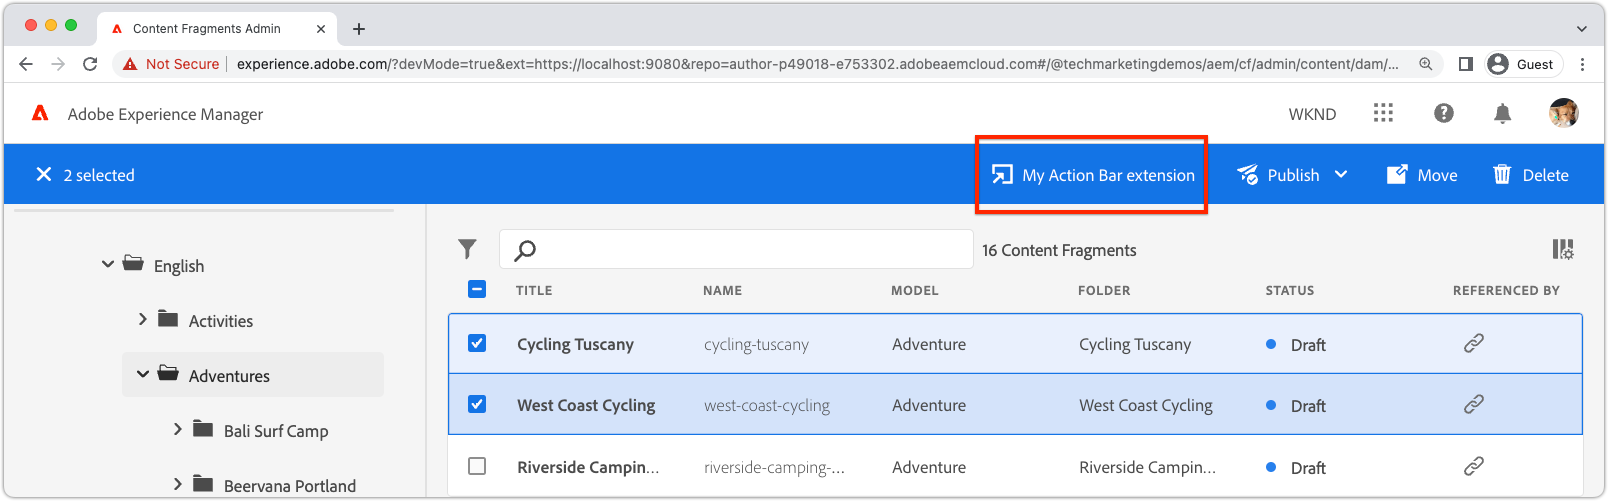 Content Fragments Admin
Not Secure experience.adobe.com/?devMode=true&ext=https://localhost:9080&repo=author-p49018-e753302.adobeaemcloud.com#/@techmarketingdemos/aem/cf/admin/content/dam/... Guest
Adobe Experience Manager WKND
2 selected My Action Bar extension Publish Move Delete
English
Activities
Adventures
Bali Surf Camp
Beervana Portland
16 Content Fragments
TITLE NAME MODEL FOLDER STATUS REFERENCED BY
Cycling Tuscany cycling-tuscany Adventure Cycling Tuscany Draft
West Coast Cycling west-coast-cycling Adventure West Coast Cycling Draft
Riverside Campin... riverside-camping-... Adventure Riverside Campin... Draft